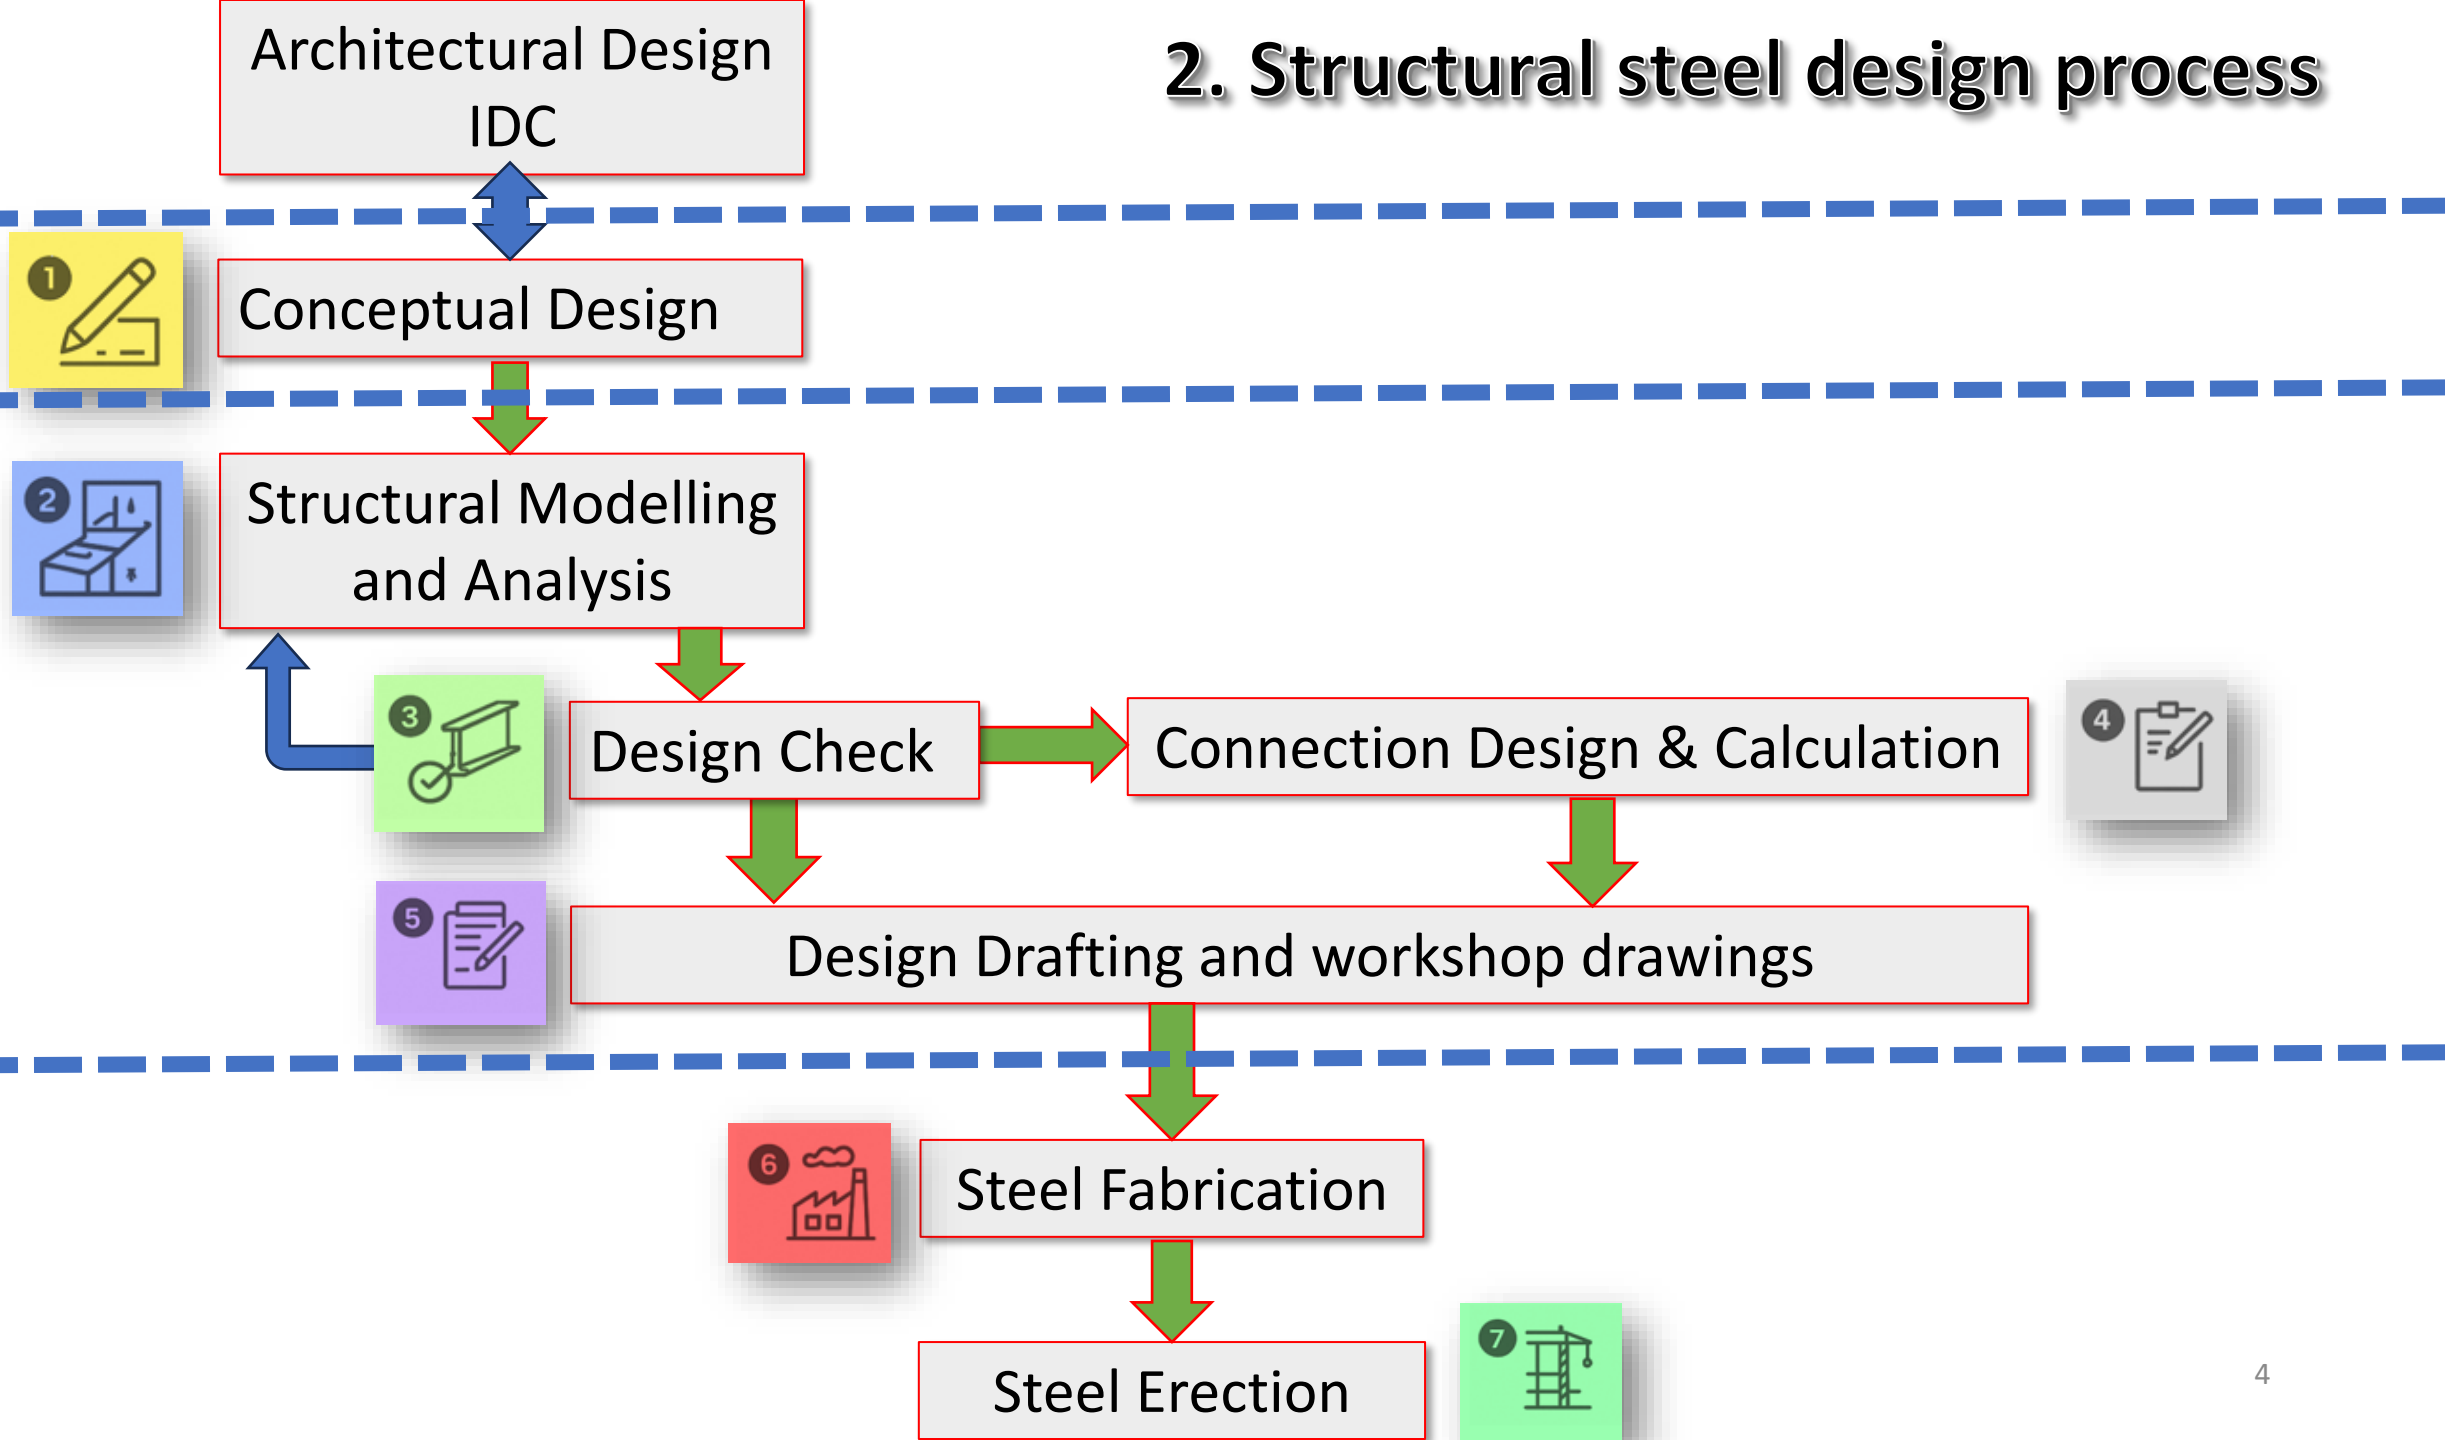 Architectural Design
IDC
2. Structural steel design process
1
Conceptual Design
2
Structural Modelling
and Analysis
3
Design Check
Connection Design & Calculation
4
5
Design Drafting and workshop drawings
6
Steel Fabrication
7
Steel Erection
4